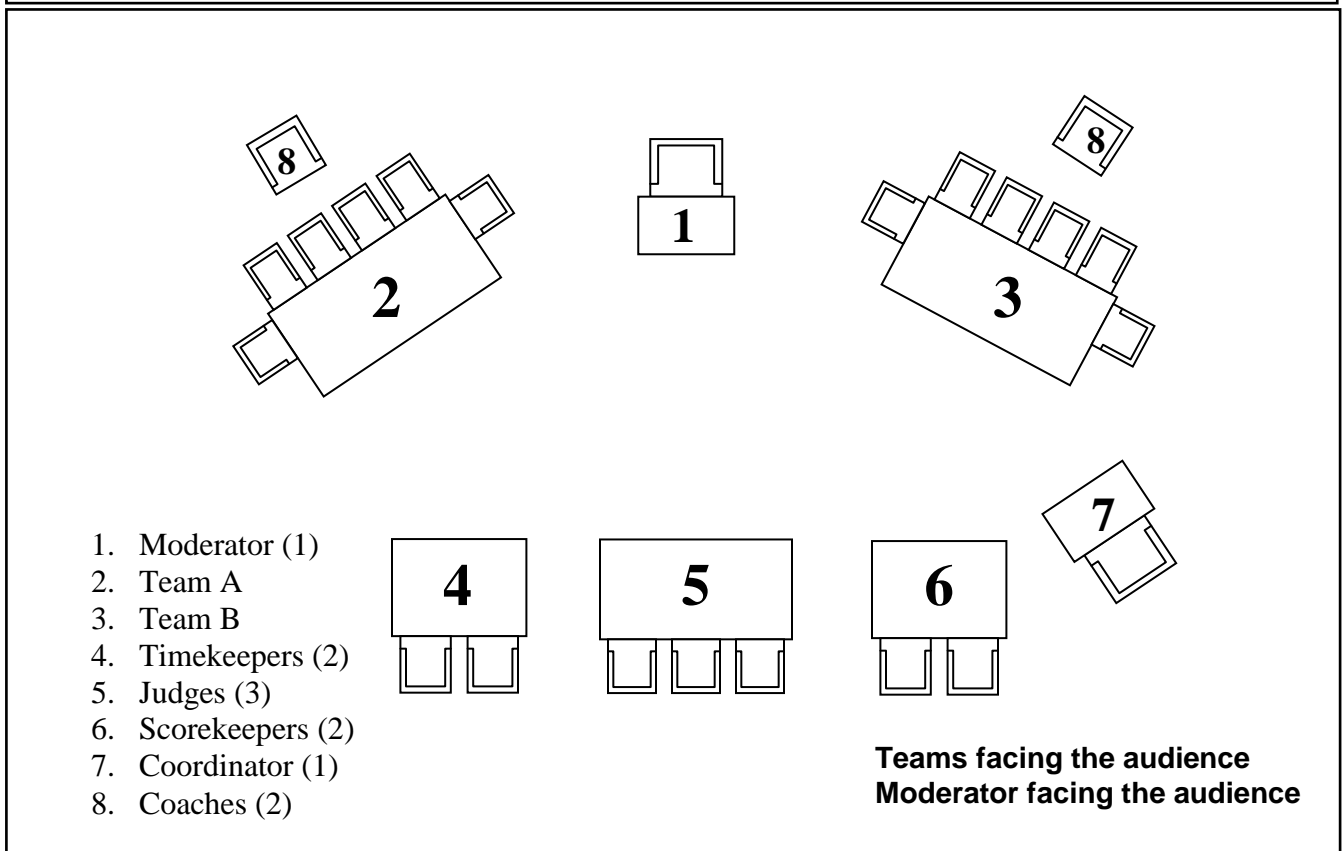 8
8
1
2
3
7
4
5
6
1. Moderator (1)
2. Team A
3. Team B
4. Timekeepers (2)
5. Judges (3)
6. Scorekeepers (2)
7. Coordinator (1)
8. Coaches (2)
Teams facing the audience
Moderator facing the audience